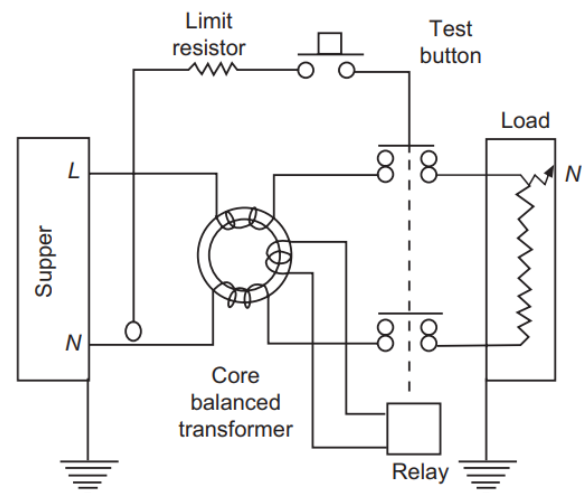 Limit
resistor
Test
button
Load
L
N
Supper
N
Core
balanced
transformer
Relay